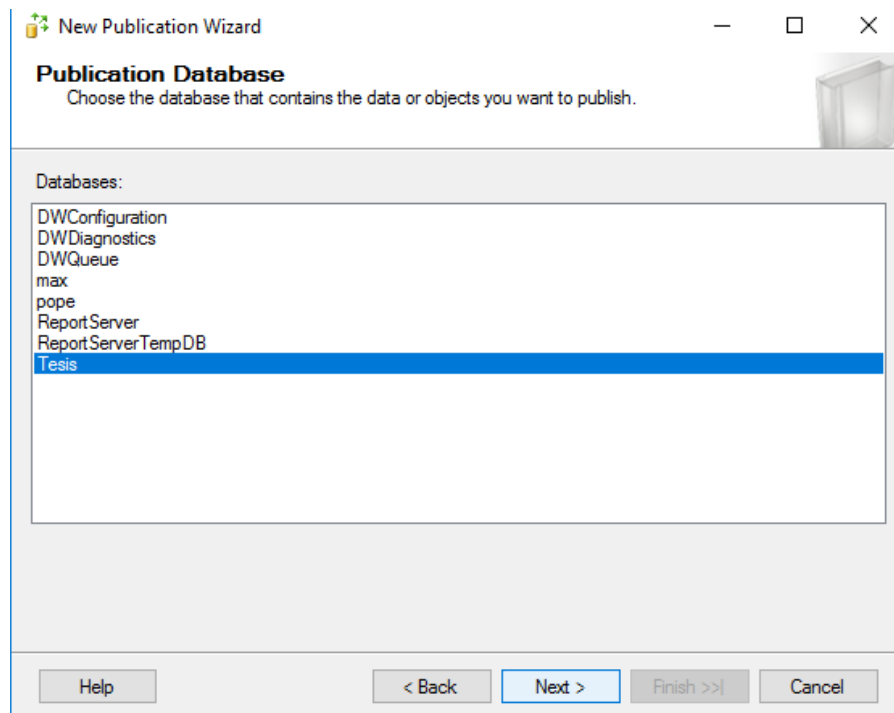 New Publication Wizard
Publication Database
Choose the database that contains the data or objects you want to publish.
Databases:
DWConfiguration
DWDiagnostics
DWQueue
max
pope
ReportServer
ReportServerTempDB
Tesis
Help
< Back
Next >
Finish >>|
Cancel